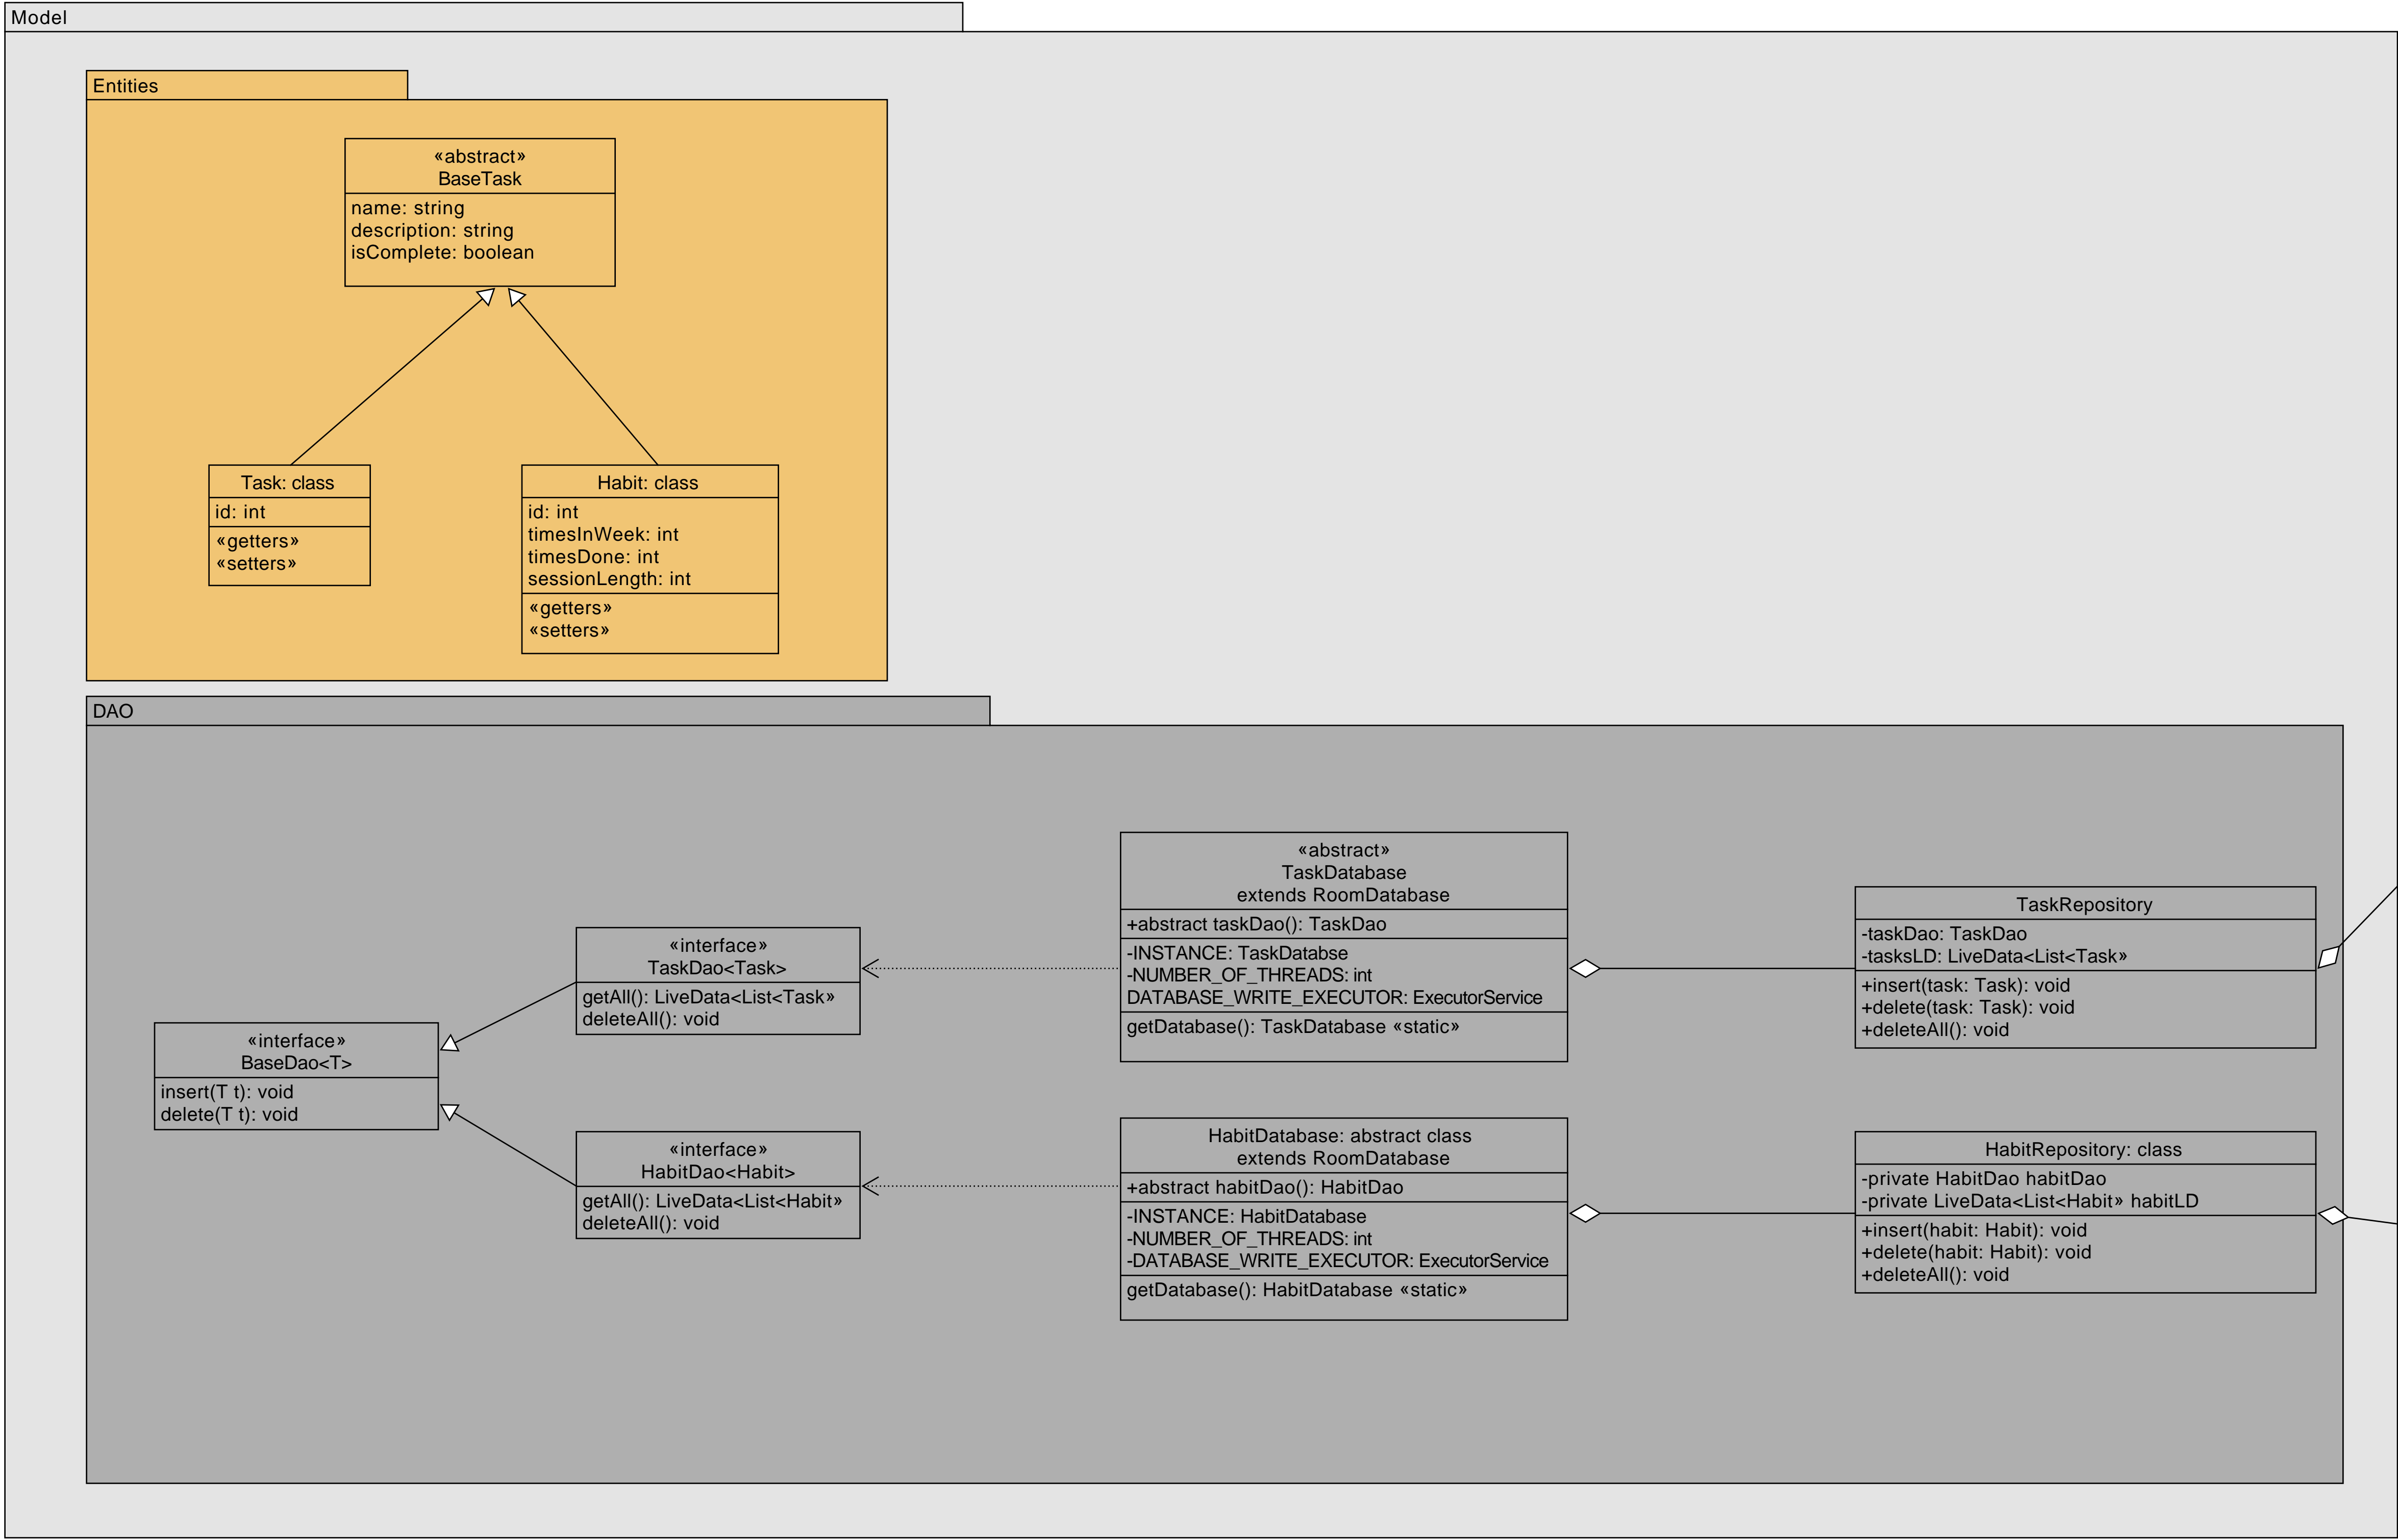 Model
Entities
«abstract»
BaseTask
name: string
description: string
isComplete: boolean
Task: class
id: int
«getters»
«setters»
Habit: class
id: int
timesInWeek: int
timesDone: int
sessionLength: int
«getters»
«setters»
DAO
«interface»
BaseDao<T>
insert(T t): void
delete(T t): void
«interface»
TaskDao<Task>
getAll(): LiveData<List<Task»
deleteAll(): void
«interface»
HabitDao<Habit>
getAll(): LiveData<List<Habit»
deleteAll(): void
«abstract»
TaskDatabase
extends RoomDatabase
+abstract taskDao(): TaskDao
-INSTANCE: TaskDatabse
-NUMBER_OF_THREADS: int
DATABASE_WRITE_EXECUTOR: ExecutorService
getDatabase(): TaskDatabase «static»
HabitDatabase: abstract class
extends RoomDatabase
+abstract habitDao(): HabitDao
-INSTANCE: HabitDatabase
-NUMBER_OF_THREADS: int
-DATABASE_WRITE_EXECUTOR: ExecutorService
getDatabase(): HabitDatabase «static»
TaskRepository
-taskDao: TaskDao
-tasksLD: LiveData<List<Task»
+insert(task: Task): void
+delete(task: Task): void
+deleteAll(): void
HabitRepository: class
-private HabitDao habitDao
-private LiveData<List<Habit» habitLD
+insert(habit: Habit): void
+delete(habit: Habit): void
+deleteAll(): void